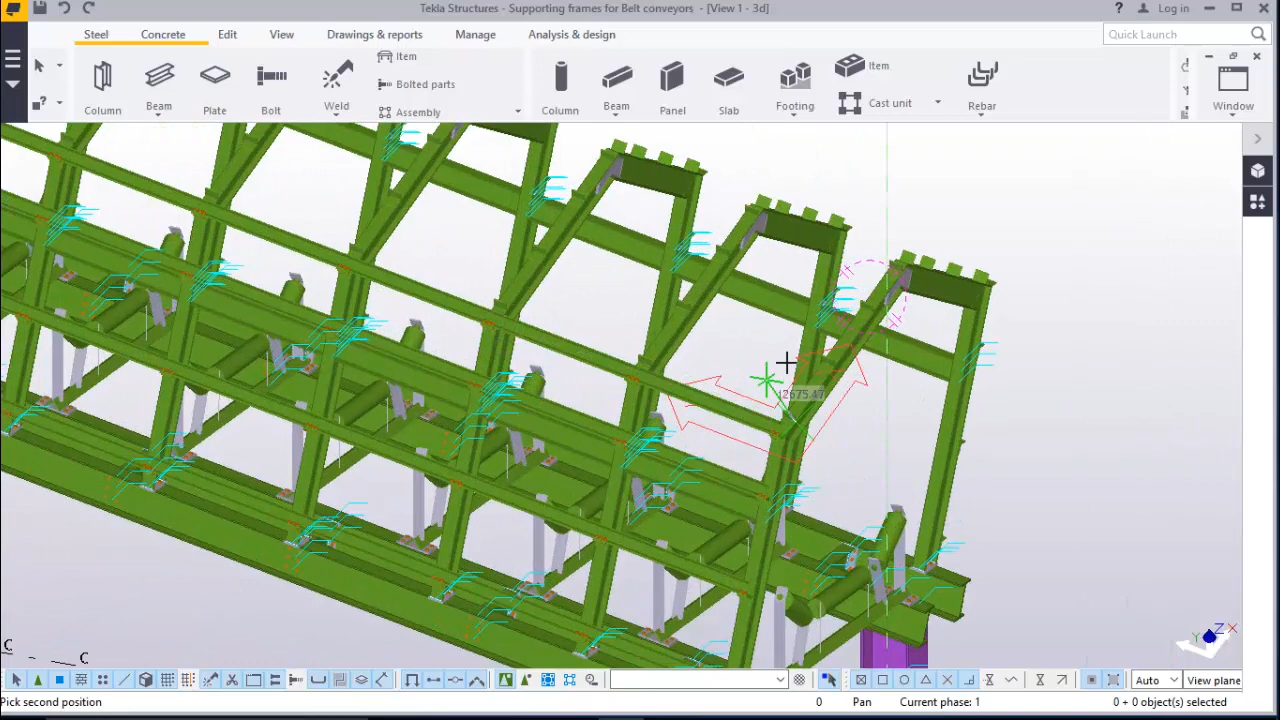 Tekla Structures - Supporting frames for Belt conveyors - [View 1 - 3d]
? Log in
Steel Concrete Edit View Drawings & reports Manage Analysis & design
Quick Launch
Item
Bolted parts
Assembly
Column Beam Plate Bolt Weld
Column Beam Panel Slab Footing
Item
Cast unit
Rebar
Window
2675.47
Z
Y X
C
C
Auto
View plane
Pick second position
0
Pan
Current phase: 1
0 + 0 object(s) selected